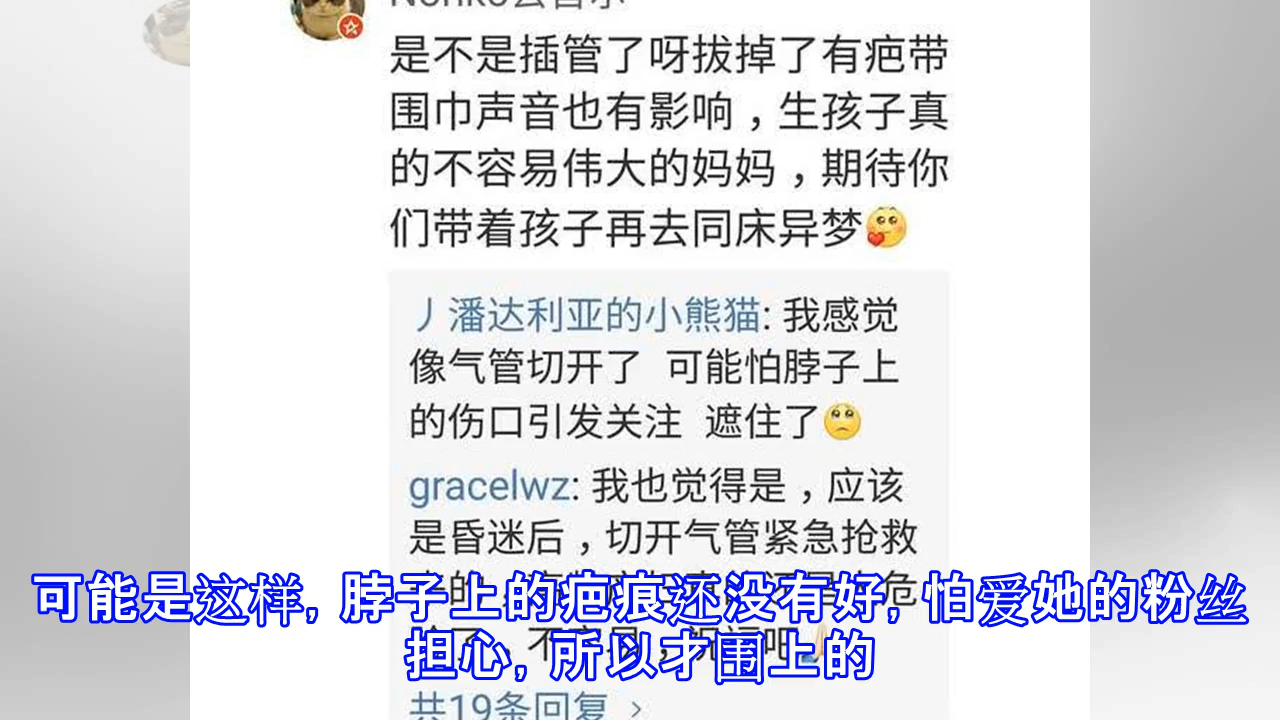 是不是插管了呀拔掉了有疤带
围巾声音也有影响，生孩子真
的不容易伟大的妈妈，期待你
们带着孩子再去同床异梦
丿潘达利亚的小熊猫: 我感觉
像气管切开了 可能怕脖子上
的伤口引发关注 遮住了
gracelwz: 我也觉得是，应该
是昏迷后，切开气管紧急抢救
可能是这样, 脖子上的疤痕还没有好, 怕爱她的粉丝
担心, 所以才围上的
共19条回复 >